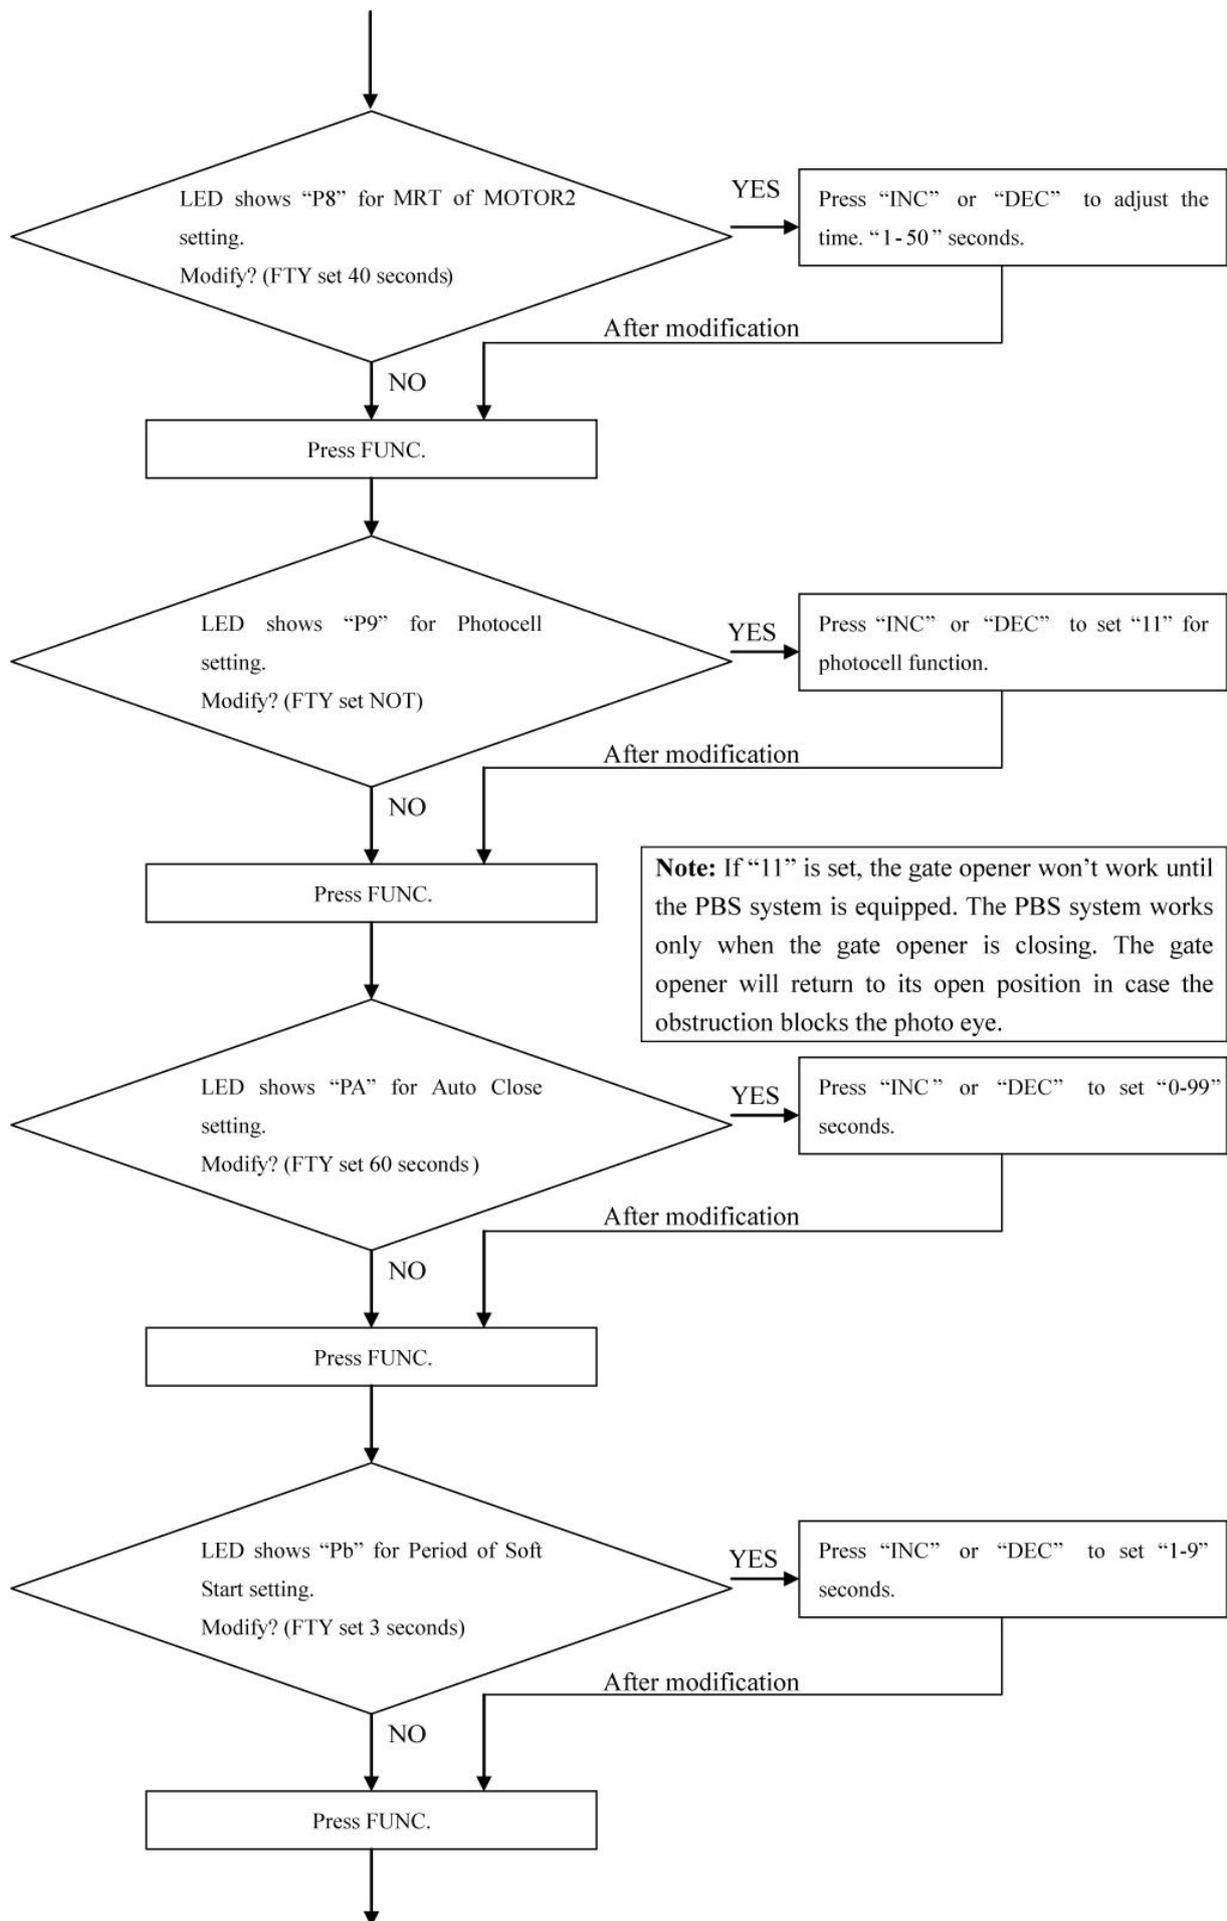 LED shows “P8” for MRT of MOTOR2
setting.
Modify? (FTY set 40 seconds)
YES
Press “INC” or “DEC” to adjust the
time. “1-50” seconds.
After modification
NO
Press FUNC.
LED shows “P9” for Photocell
setting.
Modify? (FTY set NOT)
YES
Press “INC” or “DEC” to set “11” for
photocell function.
After modification
NO
Press FUNC.
Note: If “11” is set, the gate opener won’t work until
the PBS system is equipped. The PBS system works
only when the gate opener is closing. The gate
opener will return to its open position in case the
obstruction blocks the photo eye.
LED shows “PA” for Auto Close
setting.
Modify? (FTY set 60 seconds)
YES
Press “INC” or “DEC” to set “0-99”
seconds.
After modification
NO
Press FUNC.
LED shows “Pb” for Period of Soft
Start setting.
Modify? (FTY set 3 seconds)
YES
Press “INC” or “DEC” to set “1-9”
seconds.
After modification
NO
Press FUNC.